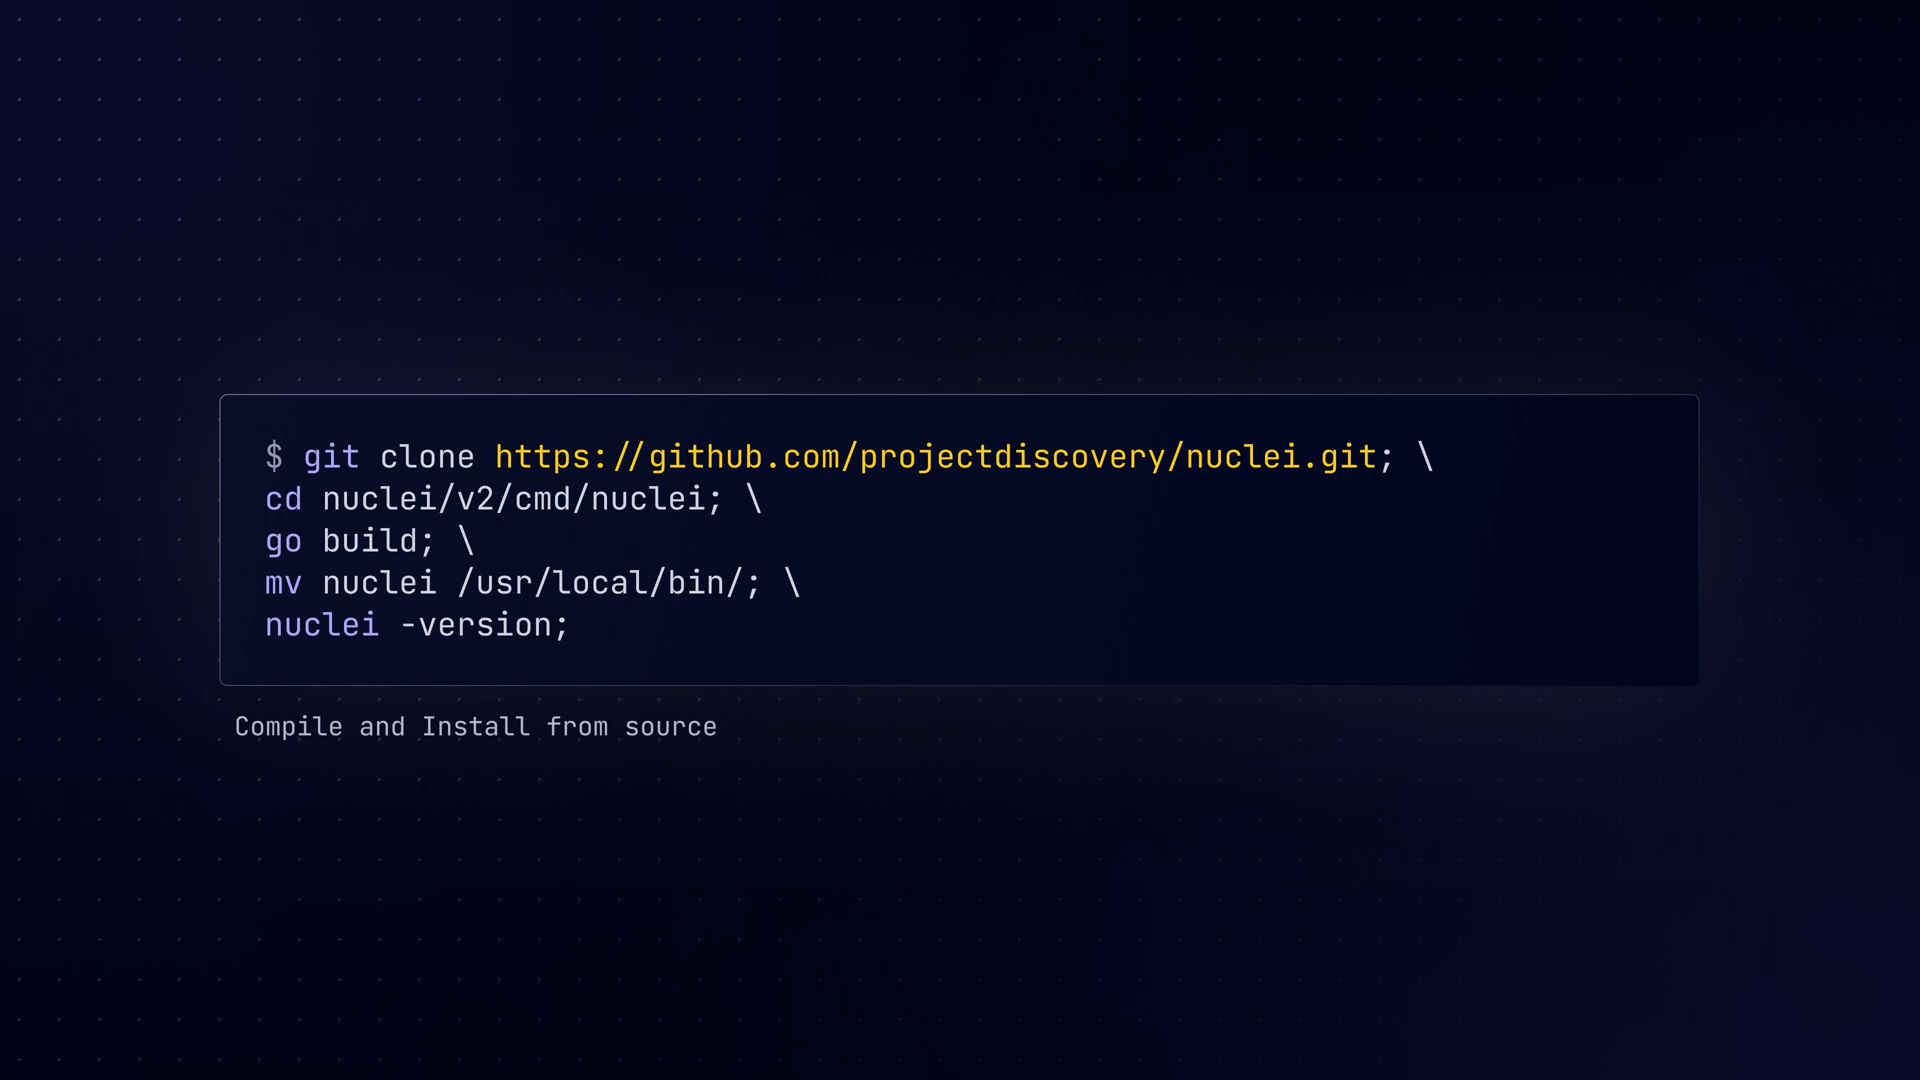 $ git clone https://github.com/projectdiscovery/nuclei.git; \
cd nuclei/v2/cmd/nuclei; \
go build; \
mv nuclei /usr/local/bin/; \
nuclei -version;
Compile and Install from source